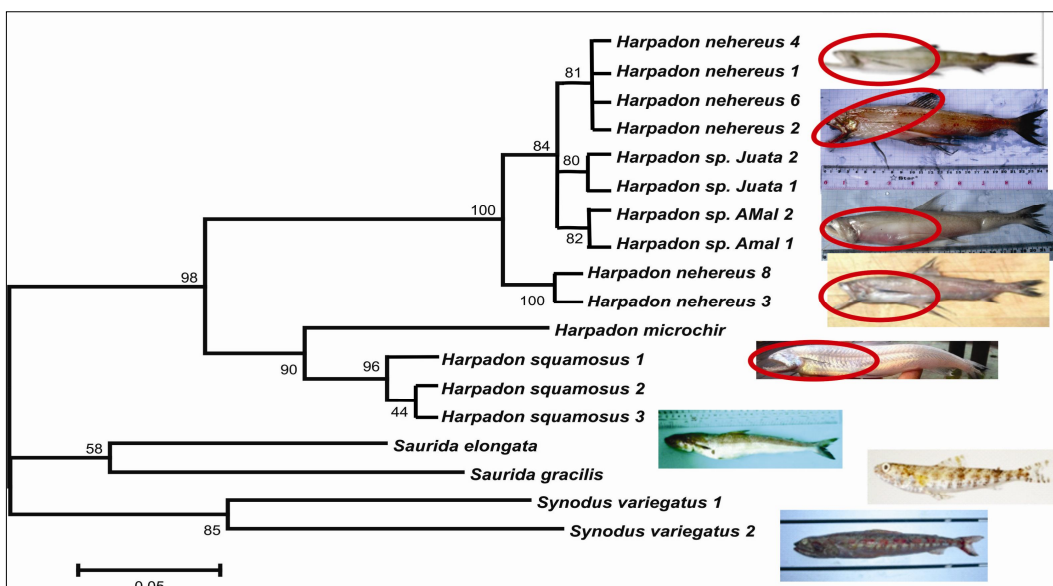 Harpadon nehereus 4
81
Harpadon nehereus 1
Harpadon nehereus 6
Harpadon nehereus 2
84
Harpadon sp. Juata 2
80
Harpadon sp. Juata 1
100
Harpadon sp. AMal 2
82
Harpadon sp. Amal 1
98
Harpadon nehereus 8
100
Harpadon nehereus 3
Harpadon microchir
90
96
Harpadon squamosus 1
Harpadon squamosus 2
44
Harpadon squamosus 3
58
Saurida elongata
Saurida gracilis
Synodus variegatus 1
85
Synodus variegatus 2
0.05